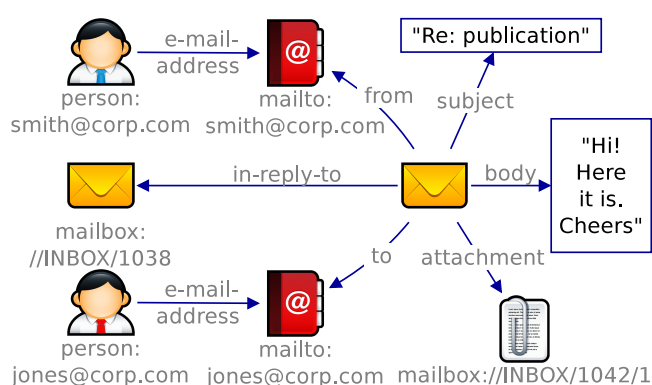 e-mail-
address
@
"Re: publication"
person:
smith@corp.com
mailto:
smith@corp.com
from
subject
in-reply-to
body
"Hi!
Here
it is.
Cheers"
mailbox:
//INBOX/1038
to
attachment
e-mail-
address
@
person:
jones@corp.com
mailto:
jones@corp.com
mailbox://INBOX/1042/1